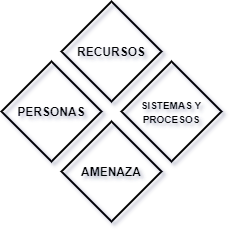 RECURSOS
PERSONAS
SISTEMAS Y
PROCESOS
AMENAZA